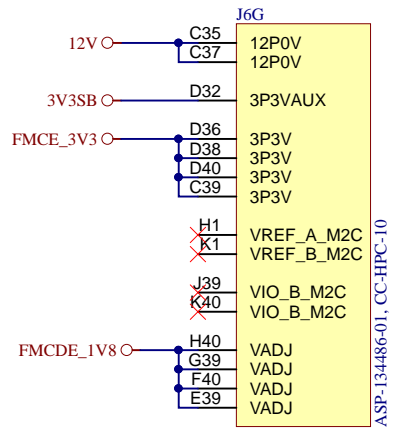 J6G
12V C35 12P0V
C37 12P0V
3V3SB D32 3P3VAUX
FMCE_3V3 D36 3P3V
D38 3P3V
D40 3P3V
C39 3P3V
H1 VREF_A_M2C
K1 VREF_B_M2C
J39 VIO_B_M2C
K40 VIO_B_M2C
FMCDE_1V8 H40 VADJ
G39 VADJ
F40 VADJ
E39 VADJ
ASP-134486-01, CC-HPC-10